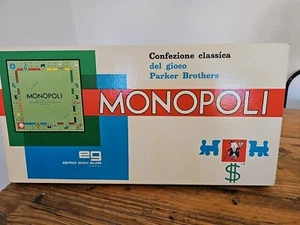 Confezione classica
del gioco
Parker Brothers
MONOPOLI
MONOPOLI
eg
EDITRICE GIOCHI MILANO
$